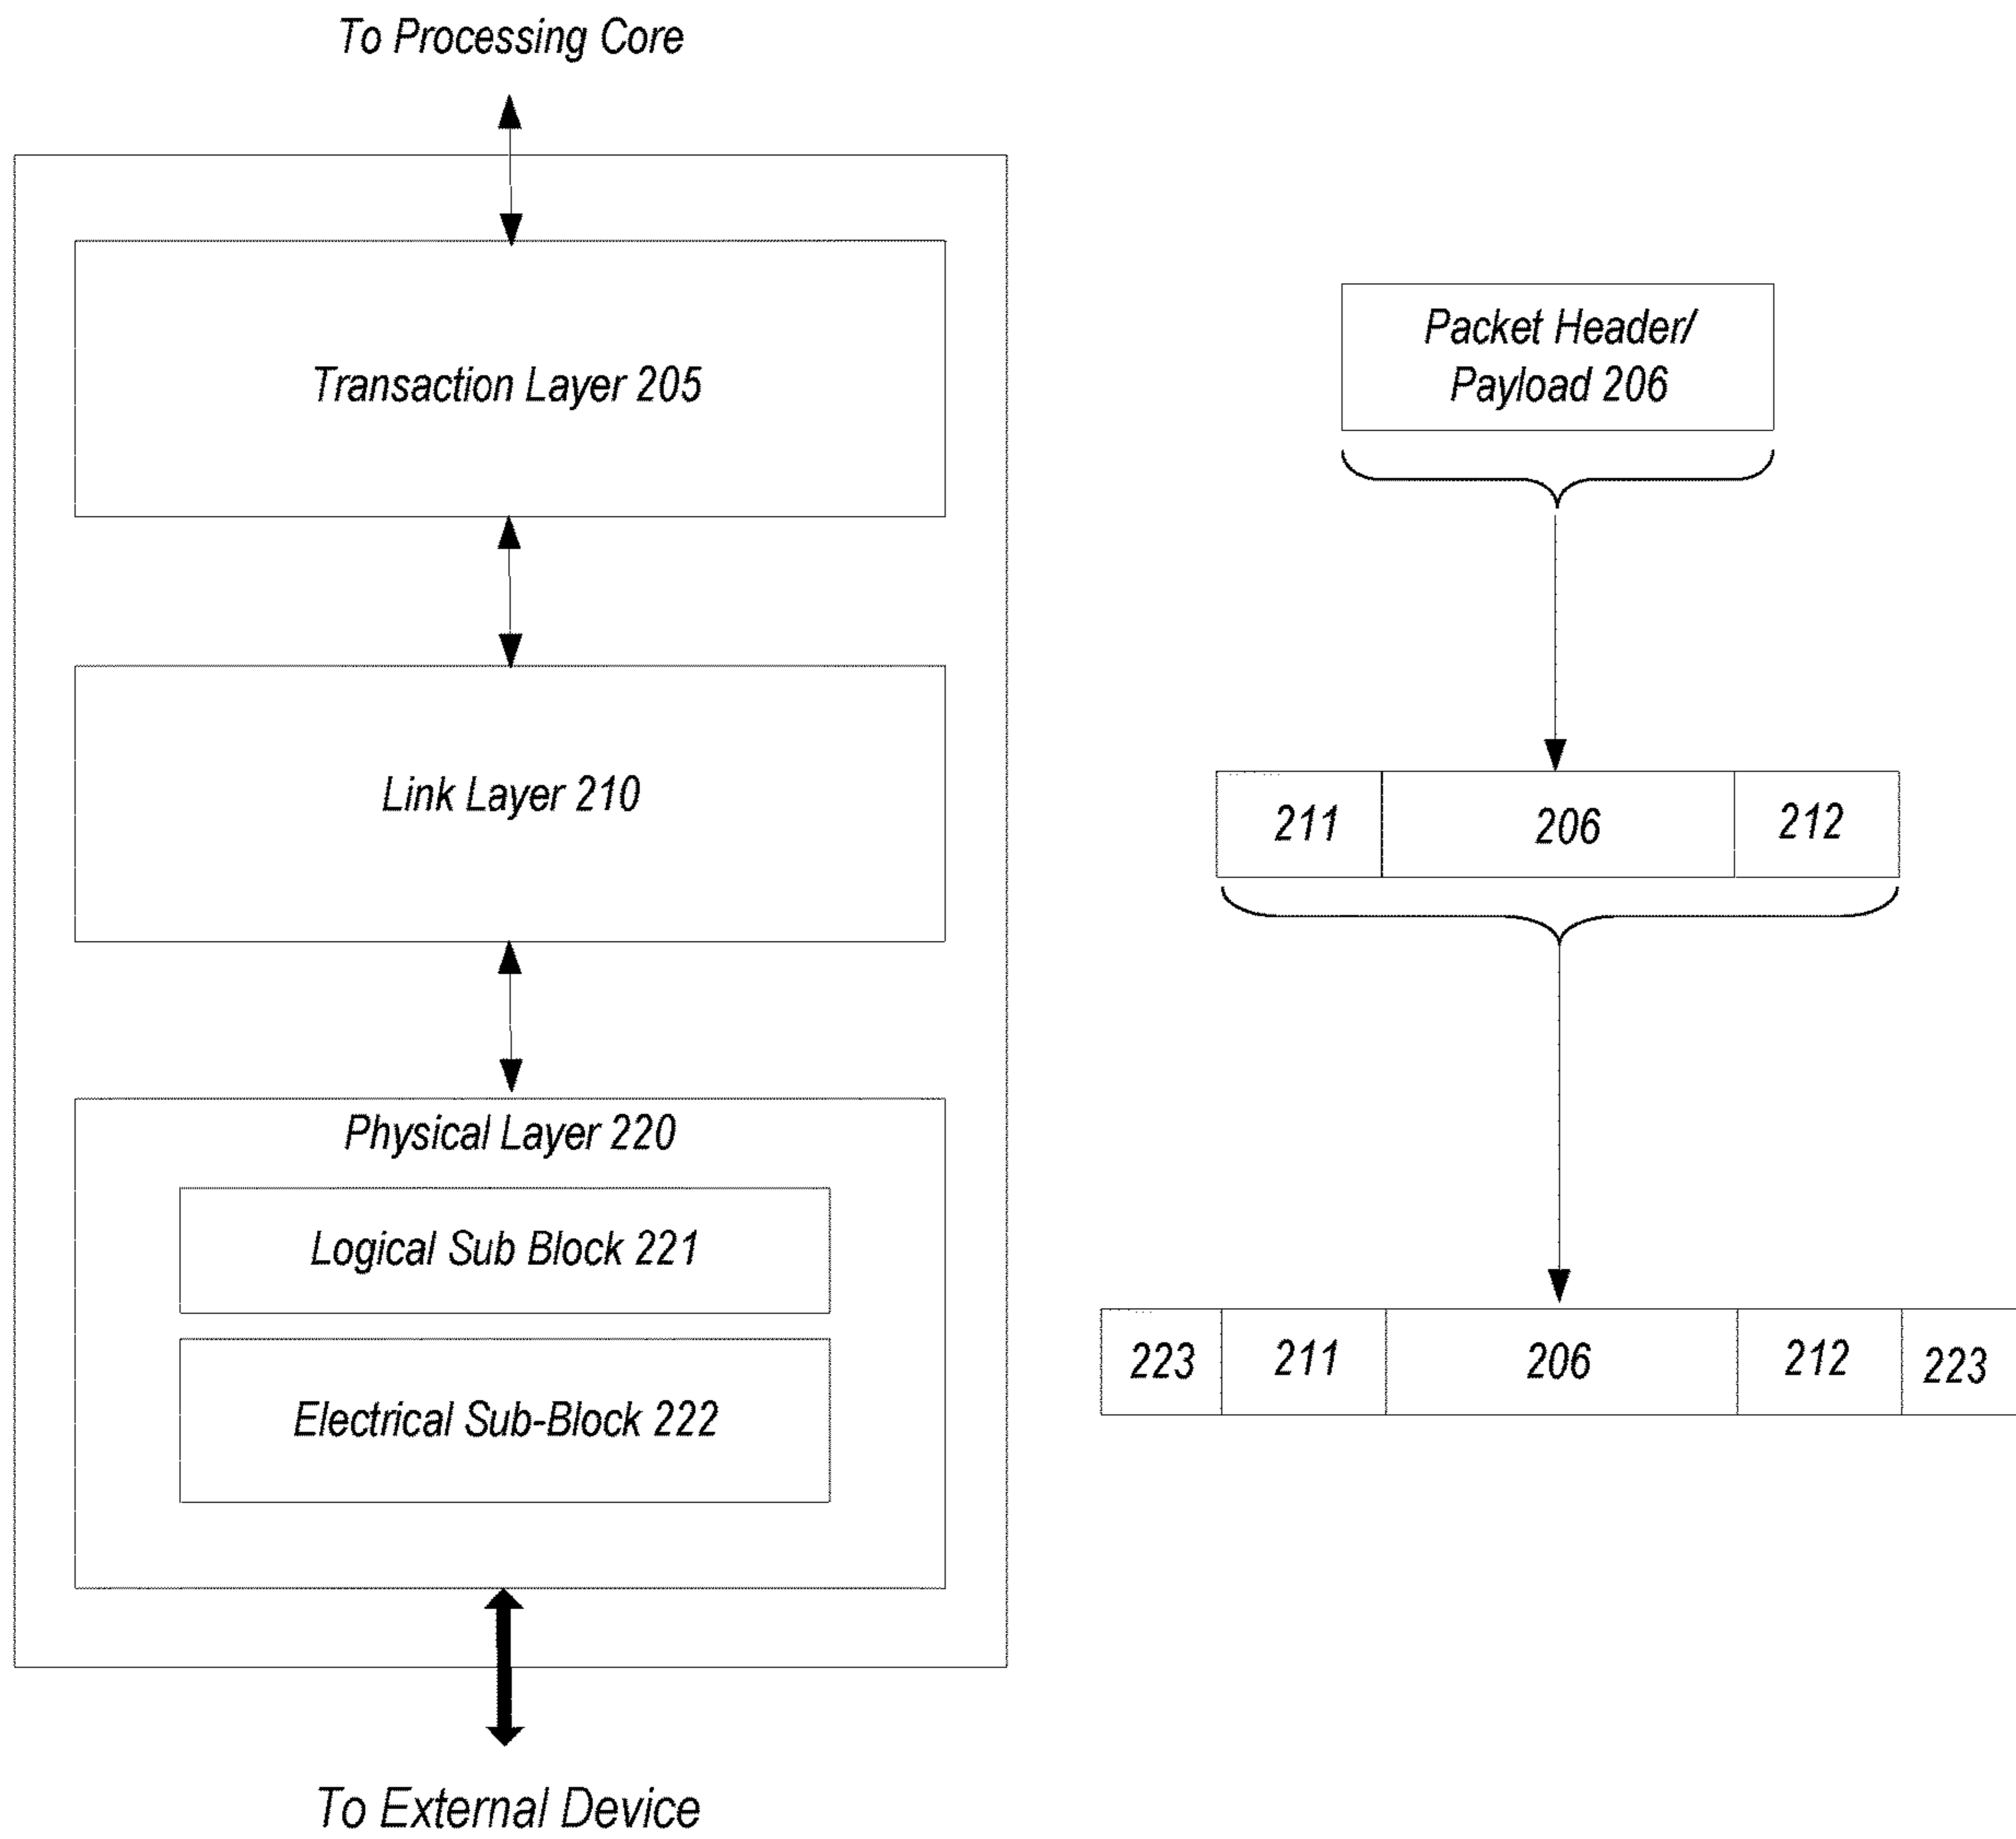 To Processing Core
Transaction Layer 205
Packet Header/
Payload 206
Link Layer 210
211 206 212
Physical Layer 220
Logical Sub Block 221
Electrical Sub-Block 222
223 211 206 212 223
To External Device